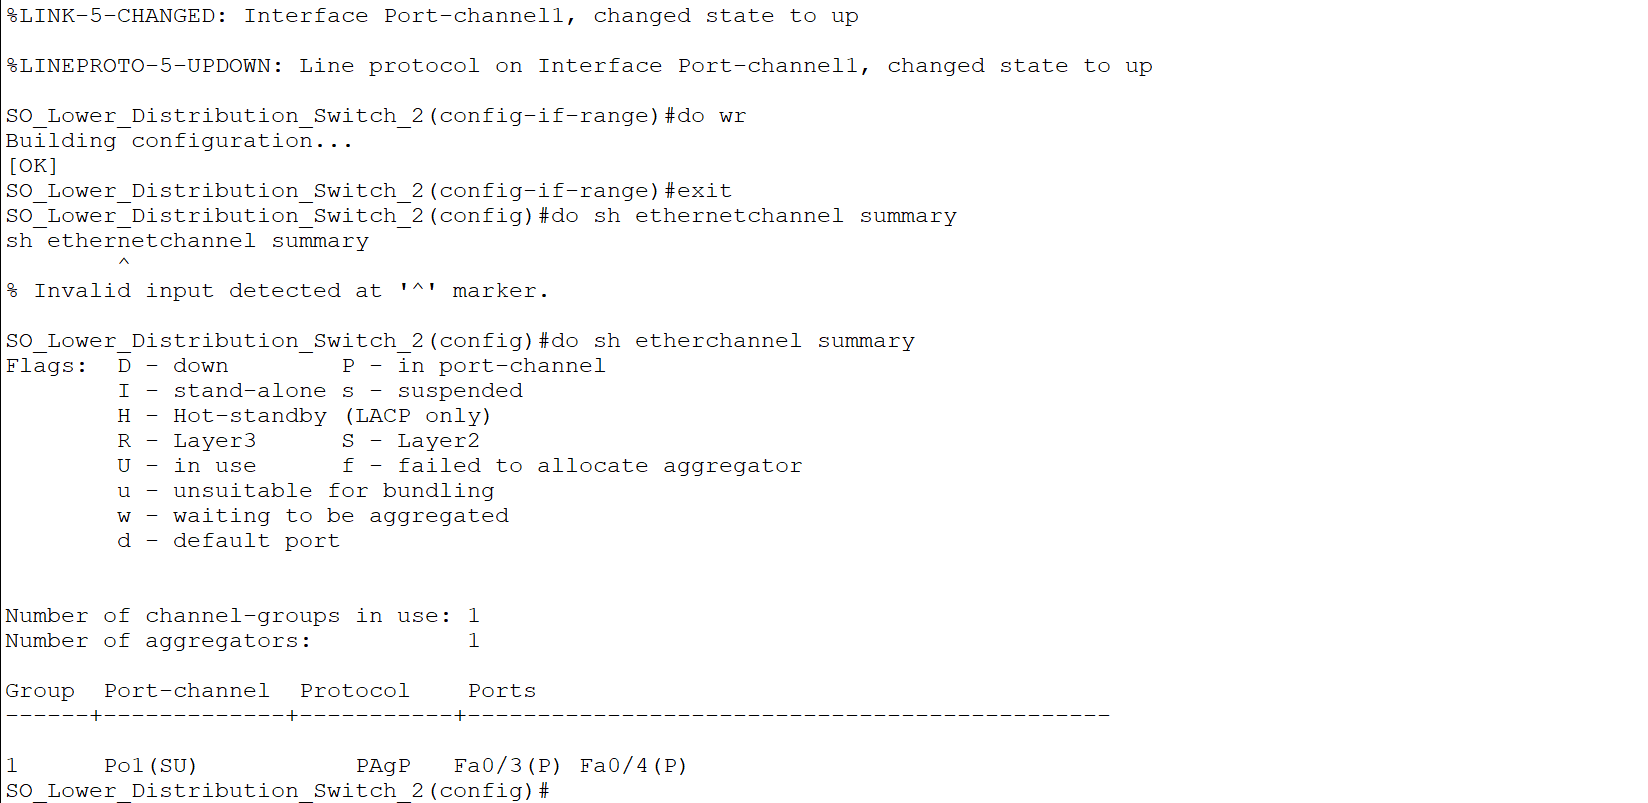 %LINK-5-CHANGED: Interface Port-channel1, changed state to up
%LINEPROTO-5-UPDOWN: Line protocol on Interface Port-channel1, changed state to up
SO_Lower_Distribution_Switch_2(config-if-range)#do wr
Building configuration...
[OK]
SO_Lower_Distribution_Switch_2(config-if-range)#exit
SO_Lower_Distribution_Switch_2(config)#do sh ethernetchannel summary
sh ethernetchannel summary
^
% Invalid input detected at '^' marker.
SO_Lower_Distribution_Switch_2(config)#do sh etherchannel summary
Flags:  D - down        P - in port-channel
I - stand-alone s - suspended
H - Hot-standby (LACP only)
R - Layer3      S - Layer2
U - in use      f - failed to allocate aggregator
u - unsuitable for bundling
w - waiting to be aggregated
d - default port
Number of channel-groups in use: 1
Number of aggregators:           1
Group  Port-channel  Protocol    Ports
------+-------------+-----------+----------------------------------------------
1      Po1(SU)           PAgP   Fa0/3(P) Fa0/4(P)
SO_Lower_Distribution_Switch_2(config)#